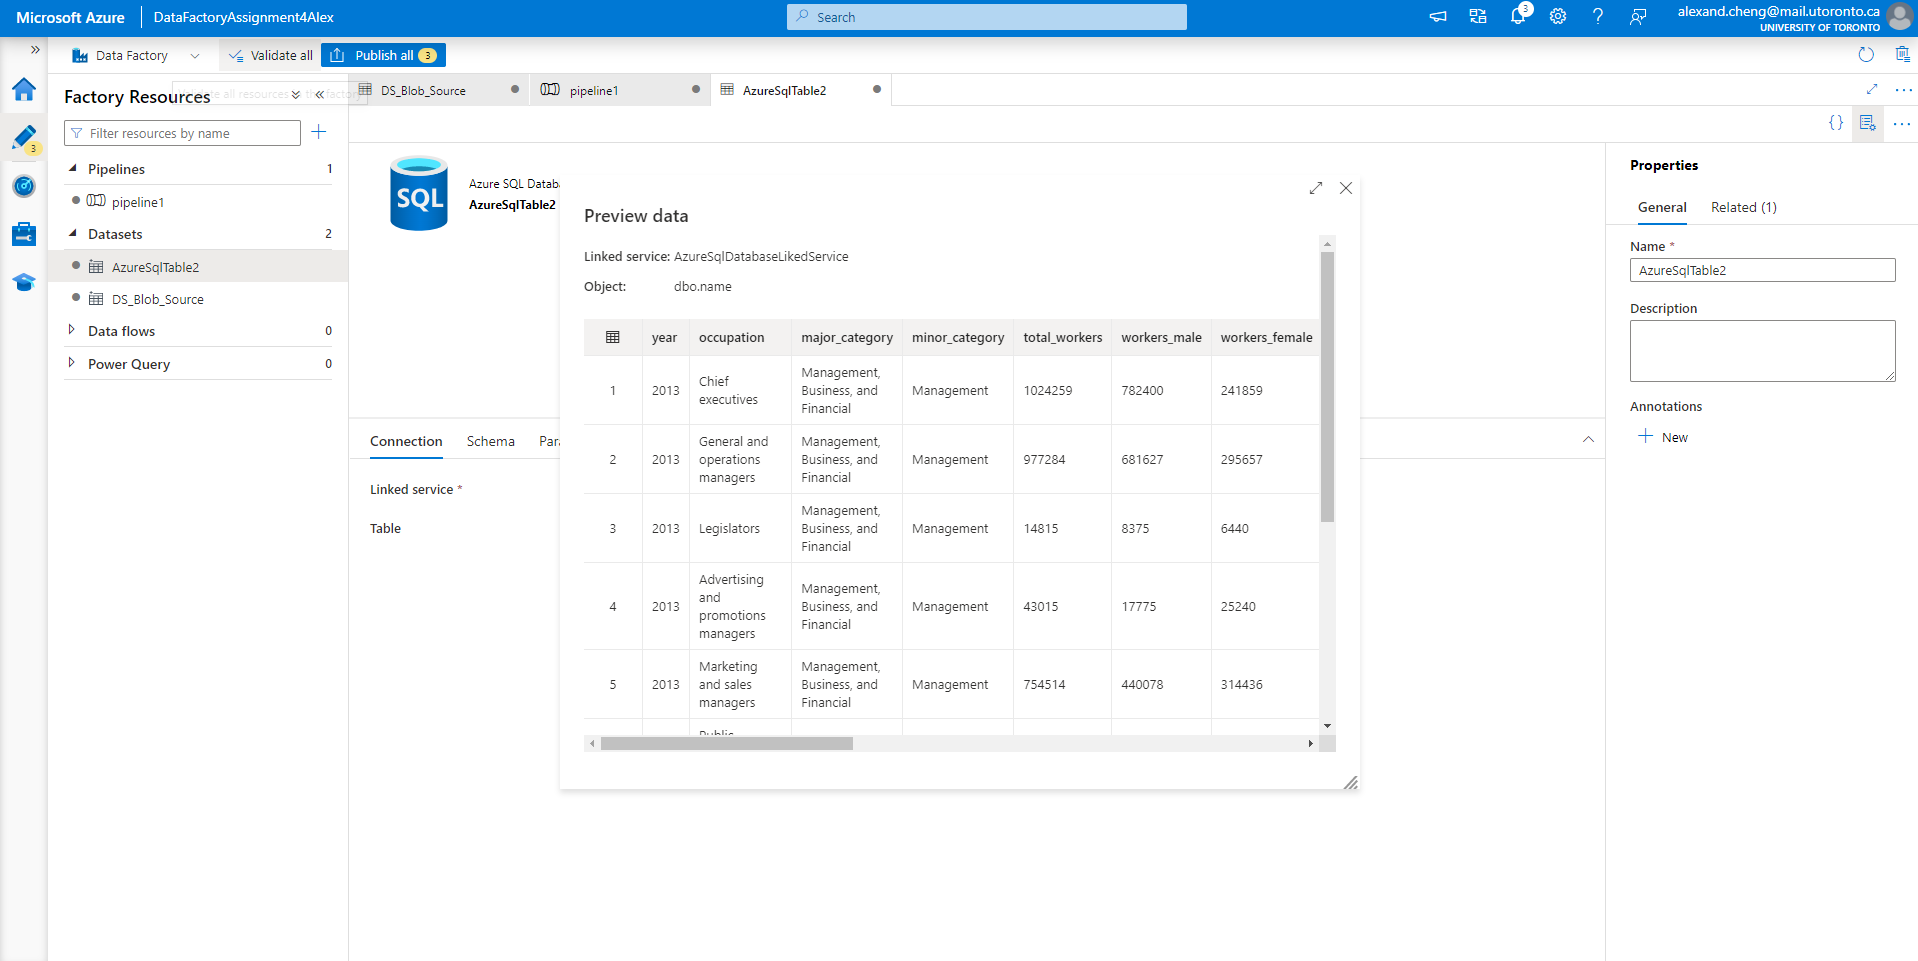 Microsoft Azure
DataFactoryAssignment4Alex
Search
3
alexand.cheng@mail.utoronto.ca
UNIVERSITY OF TORONTO
Data Factory
Validate all
Publish all 3
Factory Resources
DS_Blob_Source
pipeline1
AzureSqlTable2
Filter resources by name
3
Pipelines 1
pipeline1
Datasets 2
AzureSqlTable2
DS_Blob_Source
Data flows 0
Power Query 0
SQL
Azure SQL Datab
AzureSqlTable2
Connection
Schema
Par
Linked service *
Table
Preview data
Linked service: AzureSqlDatabaseLikedService
Object: dbo.name
year occupation major_category minor_category total_workers workers_male workers_female
1 2013 Chief executives Management, Business, and Financial Management 1024259 782400 241859
2 2013 General and operations managers Management, Business, and Financial Management 977284 681627 295657
3 2013 Legislators Management, Business, and Financial Management 14815 8375 6440
4 2013 Advertising and promotions managers Management, Business, and Financial Management 43015 17775 25240
5 2013 Marketing and sales managers Management, Business, and Financial Management 754514 440078 314436
Public
Properties
General
Related (1)
Name *
AzureSqlTable2
Description
Annotations
New